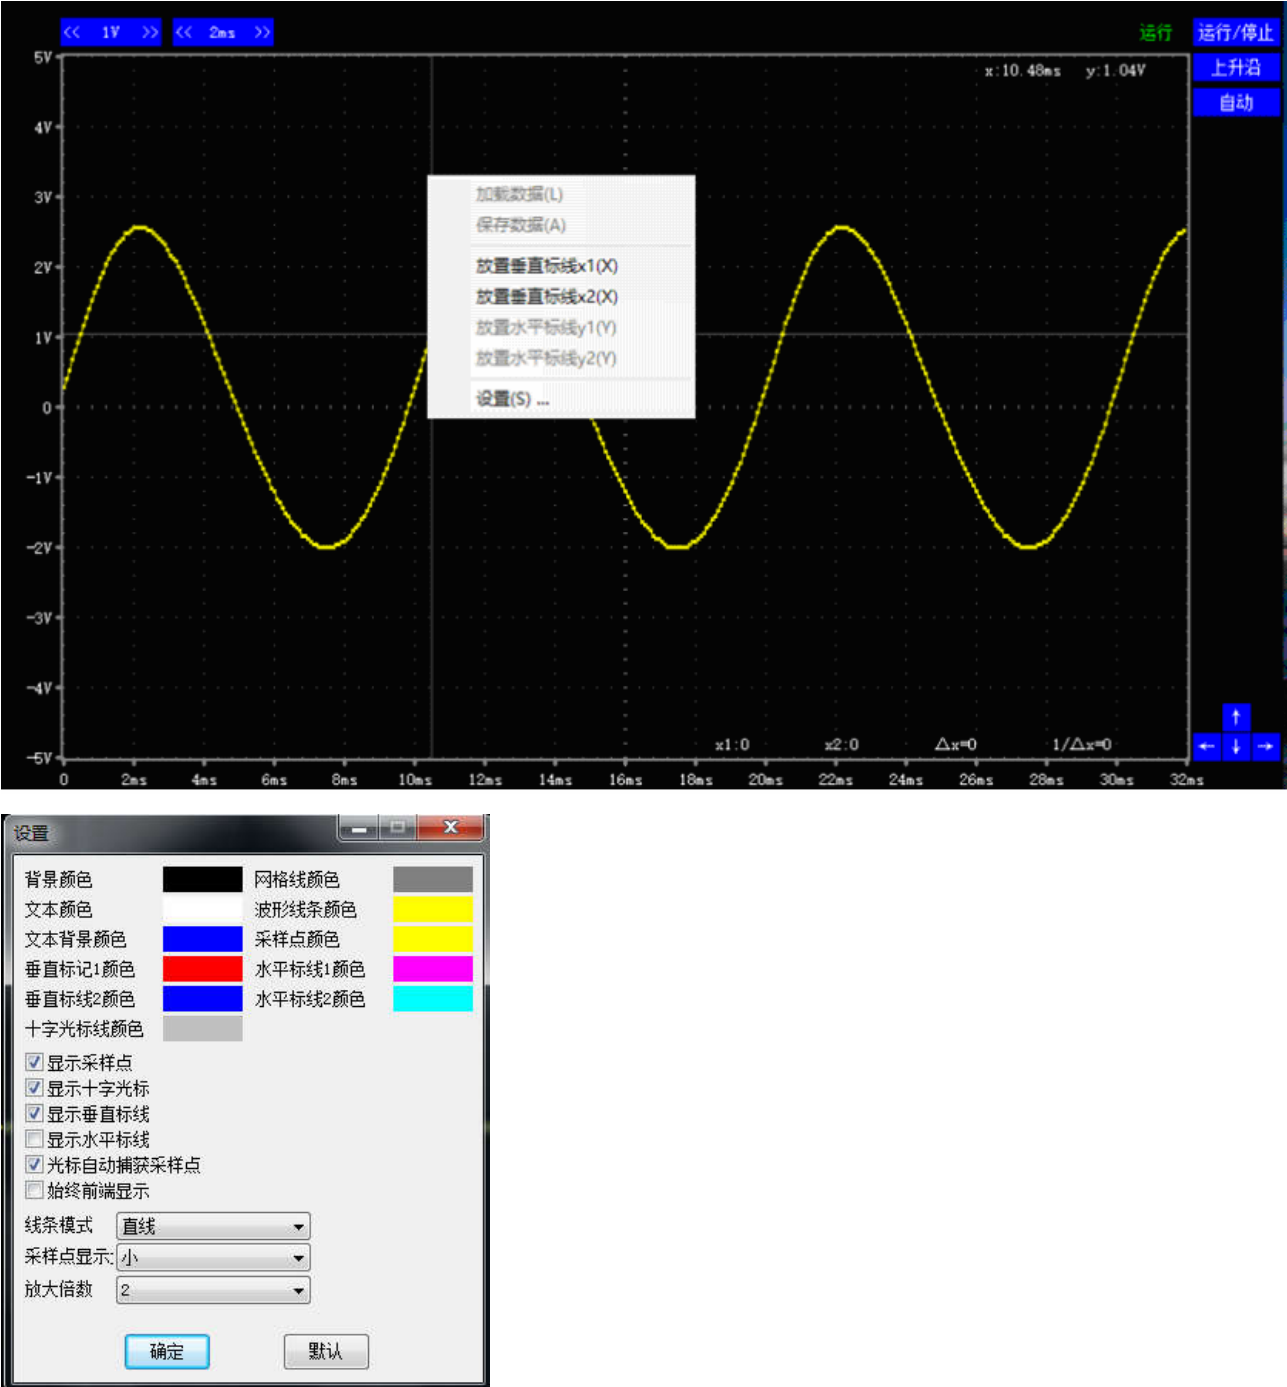 << 1V >> << 2ms >> 运行 运行/停止
5V x:10.48ms y:1.04V 上升沿
自动
4V
3V
2V
1V
0
-1V
-2V
-3V
-4V
-5V
加载数据(L)
保存数据(A)
放置垂直标线x1(X)
放置垂直标线x2(X)
放置水平标线y1(Y)
放置水平标线y2(Y)
设置(S) ...
↑
x1:0 x2:0 △x=0 1/△x=0 ← ↓ →
0 2ms 4ms 6ms 8ms 10ms 12ms 14ms 16ms 18ms 20ms 22ms 24ms 26ms 28ms 30ms 32ms
设置
背景颜色 网格线颜色
文本颜色 波形线条颜色
文本背景颜色 采样点颜色
垂直标记1颜色 水平标线1颜色
垂直标线2颜色 水平标线2颜色
十字光标线颜色
显示采样点
显示十字光标
显示垂直标线
显示水平标线
光标自动捕获采样点
始终前端显示
线条模式 直线
采样点显示: 小
放大倍数 2
确定 默认